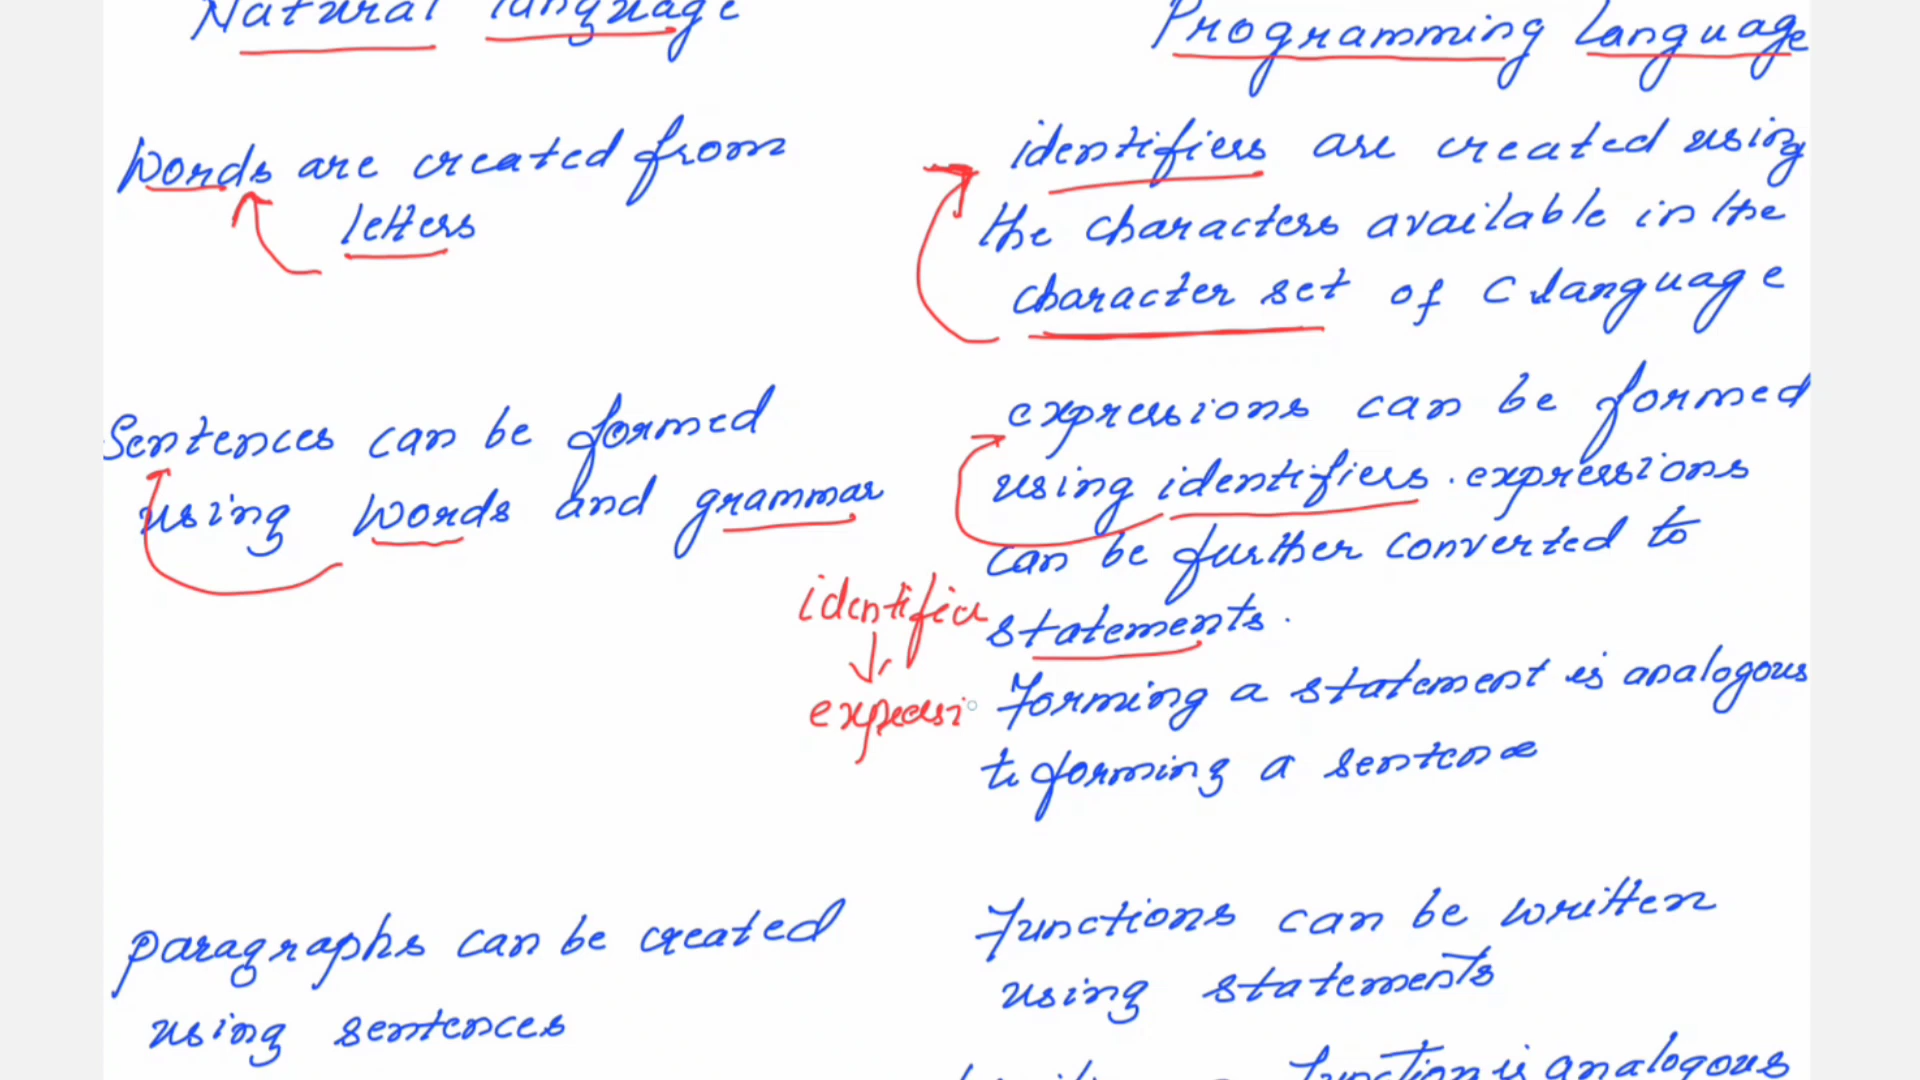 Natural language
Words are created from
letters
Sentences can be formed
using words and grammar
paragraphs can be created
using sentences
Programming Language
identifiers are created using
the characters available in the
character set of C language
expressions can be formed
using identifiers. expressions
can be further converted to
statements.
Forming a statement is analogous
to forming a sentence
identifier
expressi
Functions can be written
using statements
function is analogous